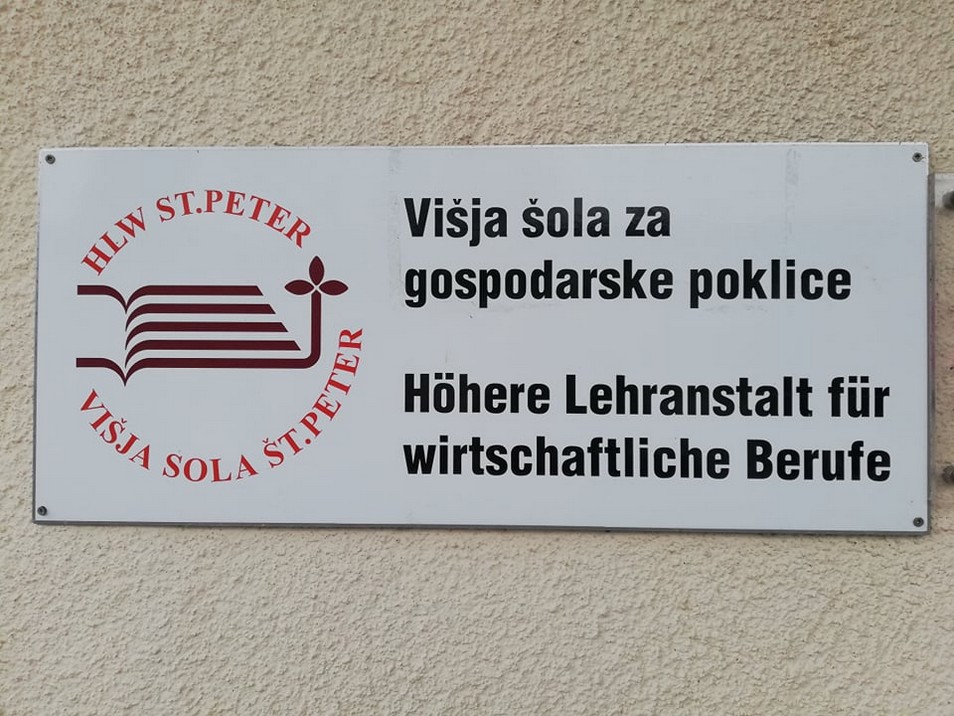 HLW ST.PETER
VIŠJA SOLA ŠT.PETER
Višja šola za
gospodarske poklice
Höhere Lehranstalt für
wirtschaftliche Berufe